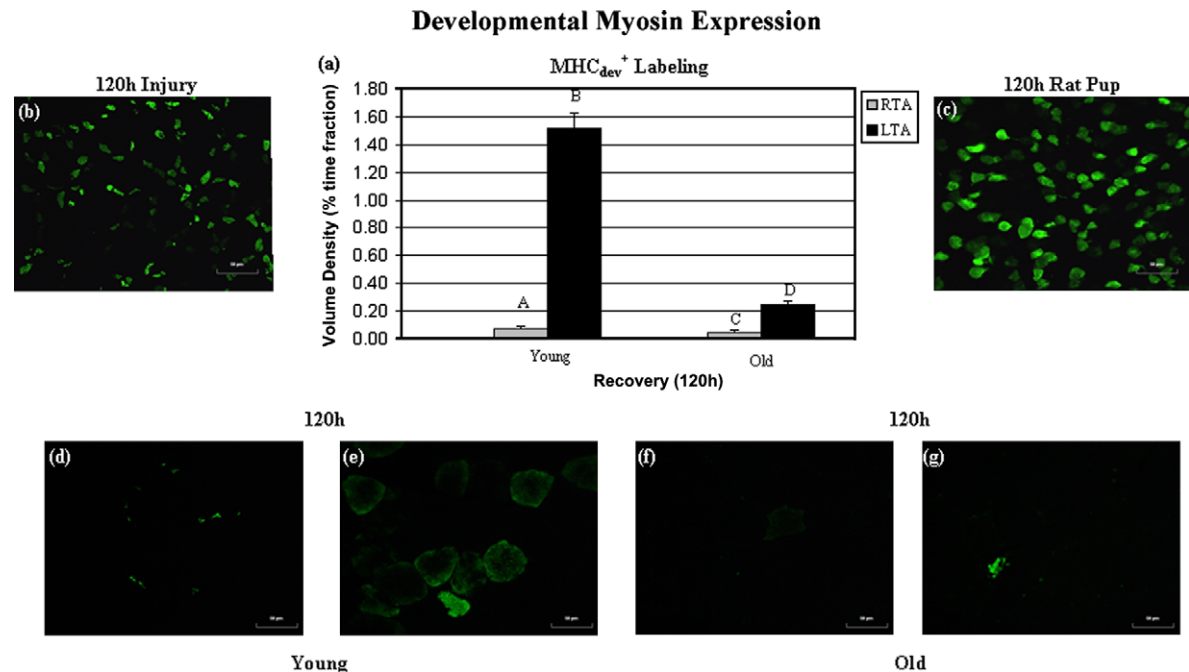 Developmental Myosin Expression
(a)
MHCdev+ Labeling
120h Injury
(b)
120h Rat Pup
(c)
Volume Density (% time fraction)
1.80
1.60
1.40
1.20
1.00
0.80
0.60
0.40
0.20
0.00
A
B
C
D
RTA
LTA
Young
Old
Recovery (120h)
120h
120h
(d)
(e)
(f)
(g)
Young
Old